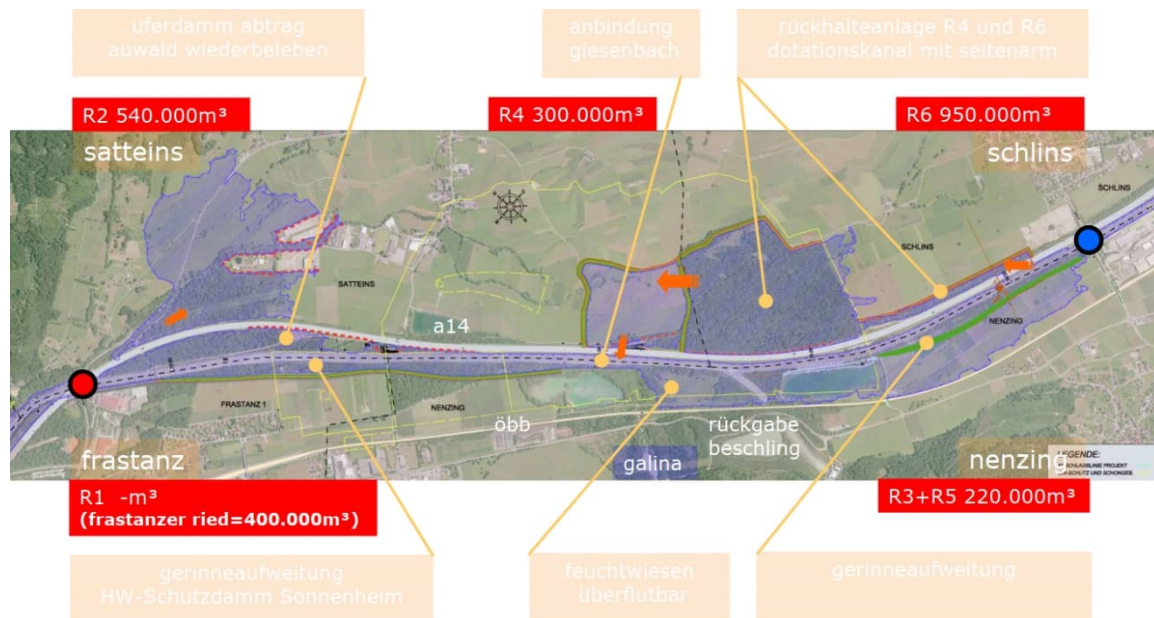 uferdamm abtrag
auwald wiederbeleben
anbindung
giesenbach
rückhalteanlage R4 und R6
dotationskanal mit seitenarm
R2 540.000m³
R4 300.000m³
R6 950.000m³
satteins
schlins
SCHLINS
SCHLINS
SATTEINS
NENZING
a14
FRASTANZ 1
NENZING
öbb
rückgabe
beschling
frastanz
galina
nenzing
LEGENDE:
SCHLAGSLINIE PROJEKT
R1 -m³
(frastanzer ried=400.000m³)
R3+R5 220.000m³
gerinneaufweitung
HW-Schutzdamm Sonnenheim
feuchtwiesen
überflutbar
gerinneaufweitung